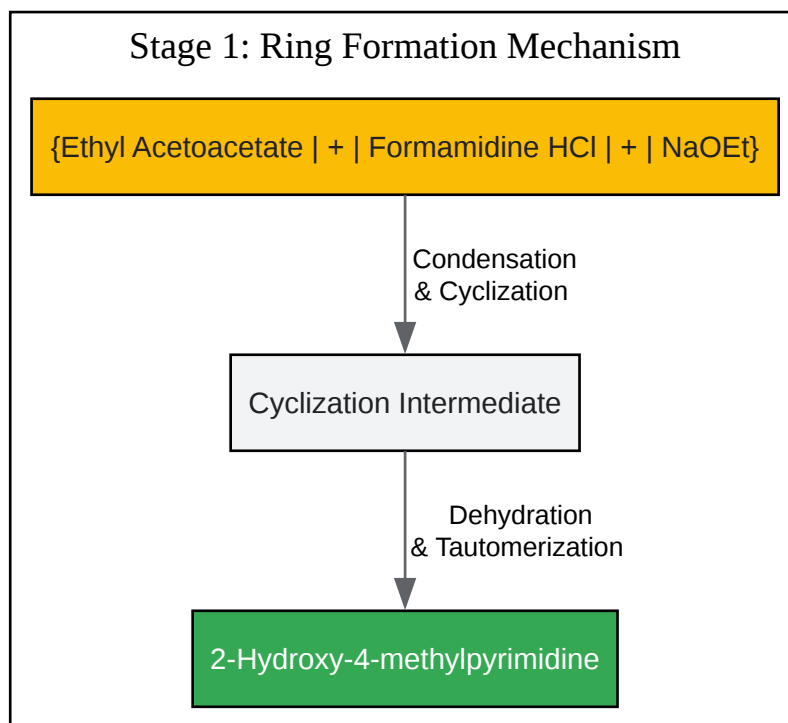 Stage 1: Ring Formation Mechanism
{Ethyl Acetoacetate | + | Formamidine HCl | + | NaOEt}
Condensation
& Cyclization
Cyclization Intermediate
Dehydration
& Tautomerization
2-Hydroxy-4-methylpyrimidine